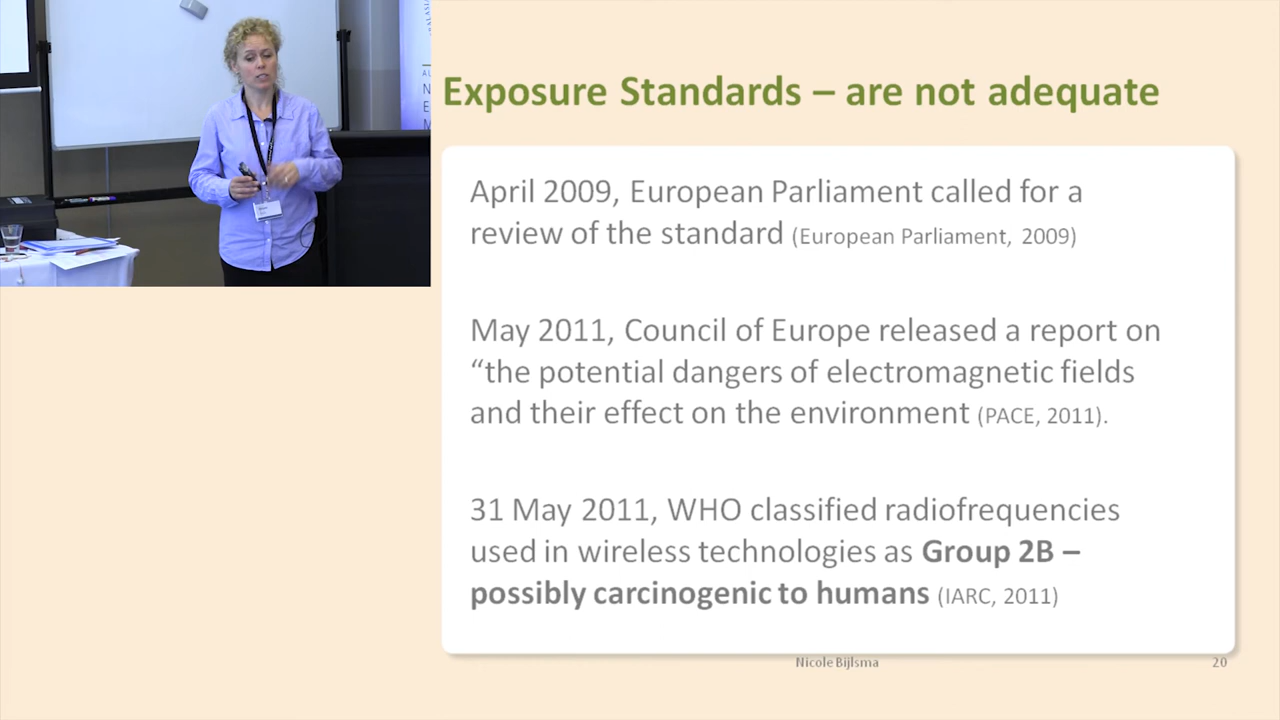 Exposure Standards – are not adequate
April 2009, European Parliament called for a
review of the standard (European Parliament, 2009)
May 2011, Council of Europe released a report on
“the potential dangers of electromagnetic fields
and their effect on the environment (PACE, 2011).
31 May 2011, WHO classified radiofrequencies
used in wireless technologies as Group 2B –
possibly carcinogenic to humans (IARC, 2011)
Nicole Bijlsma
20